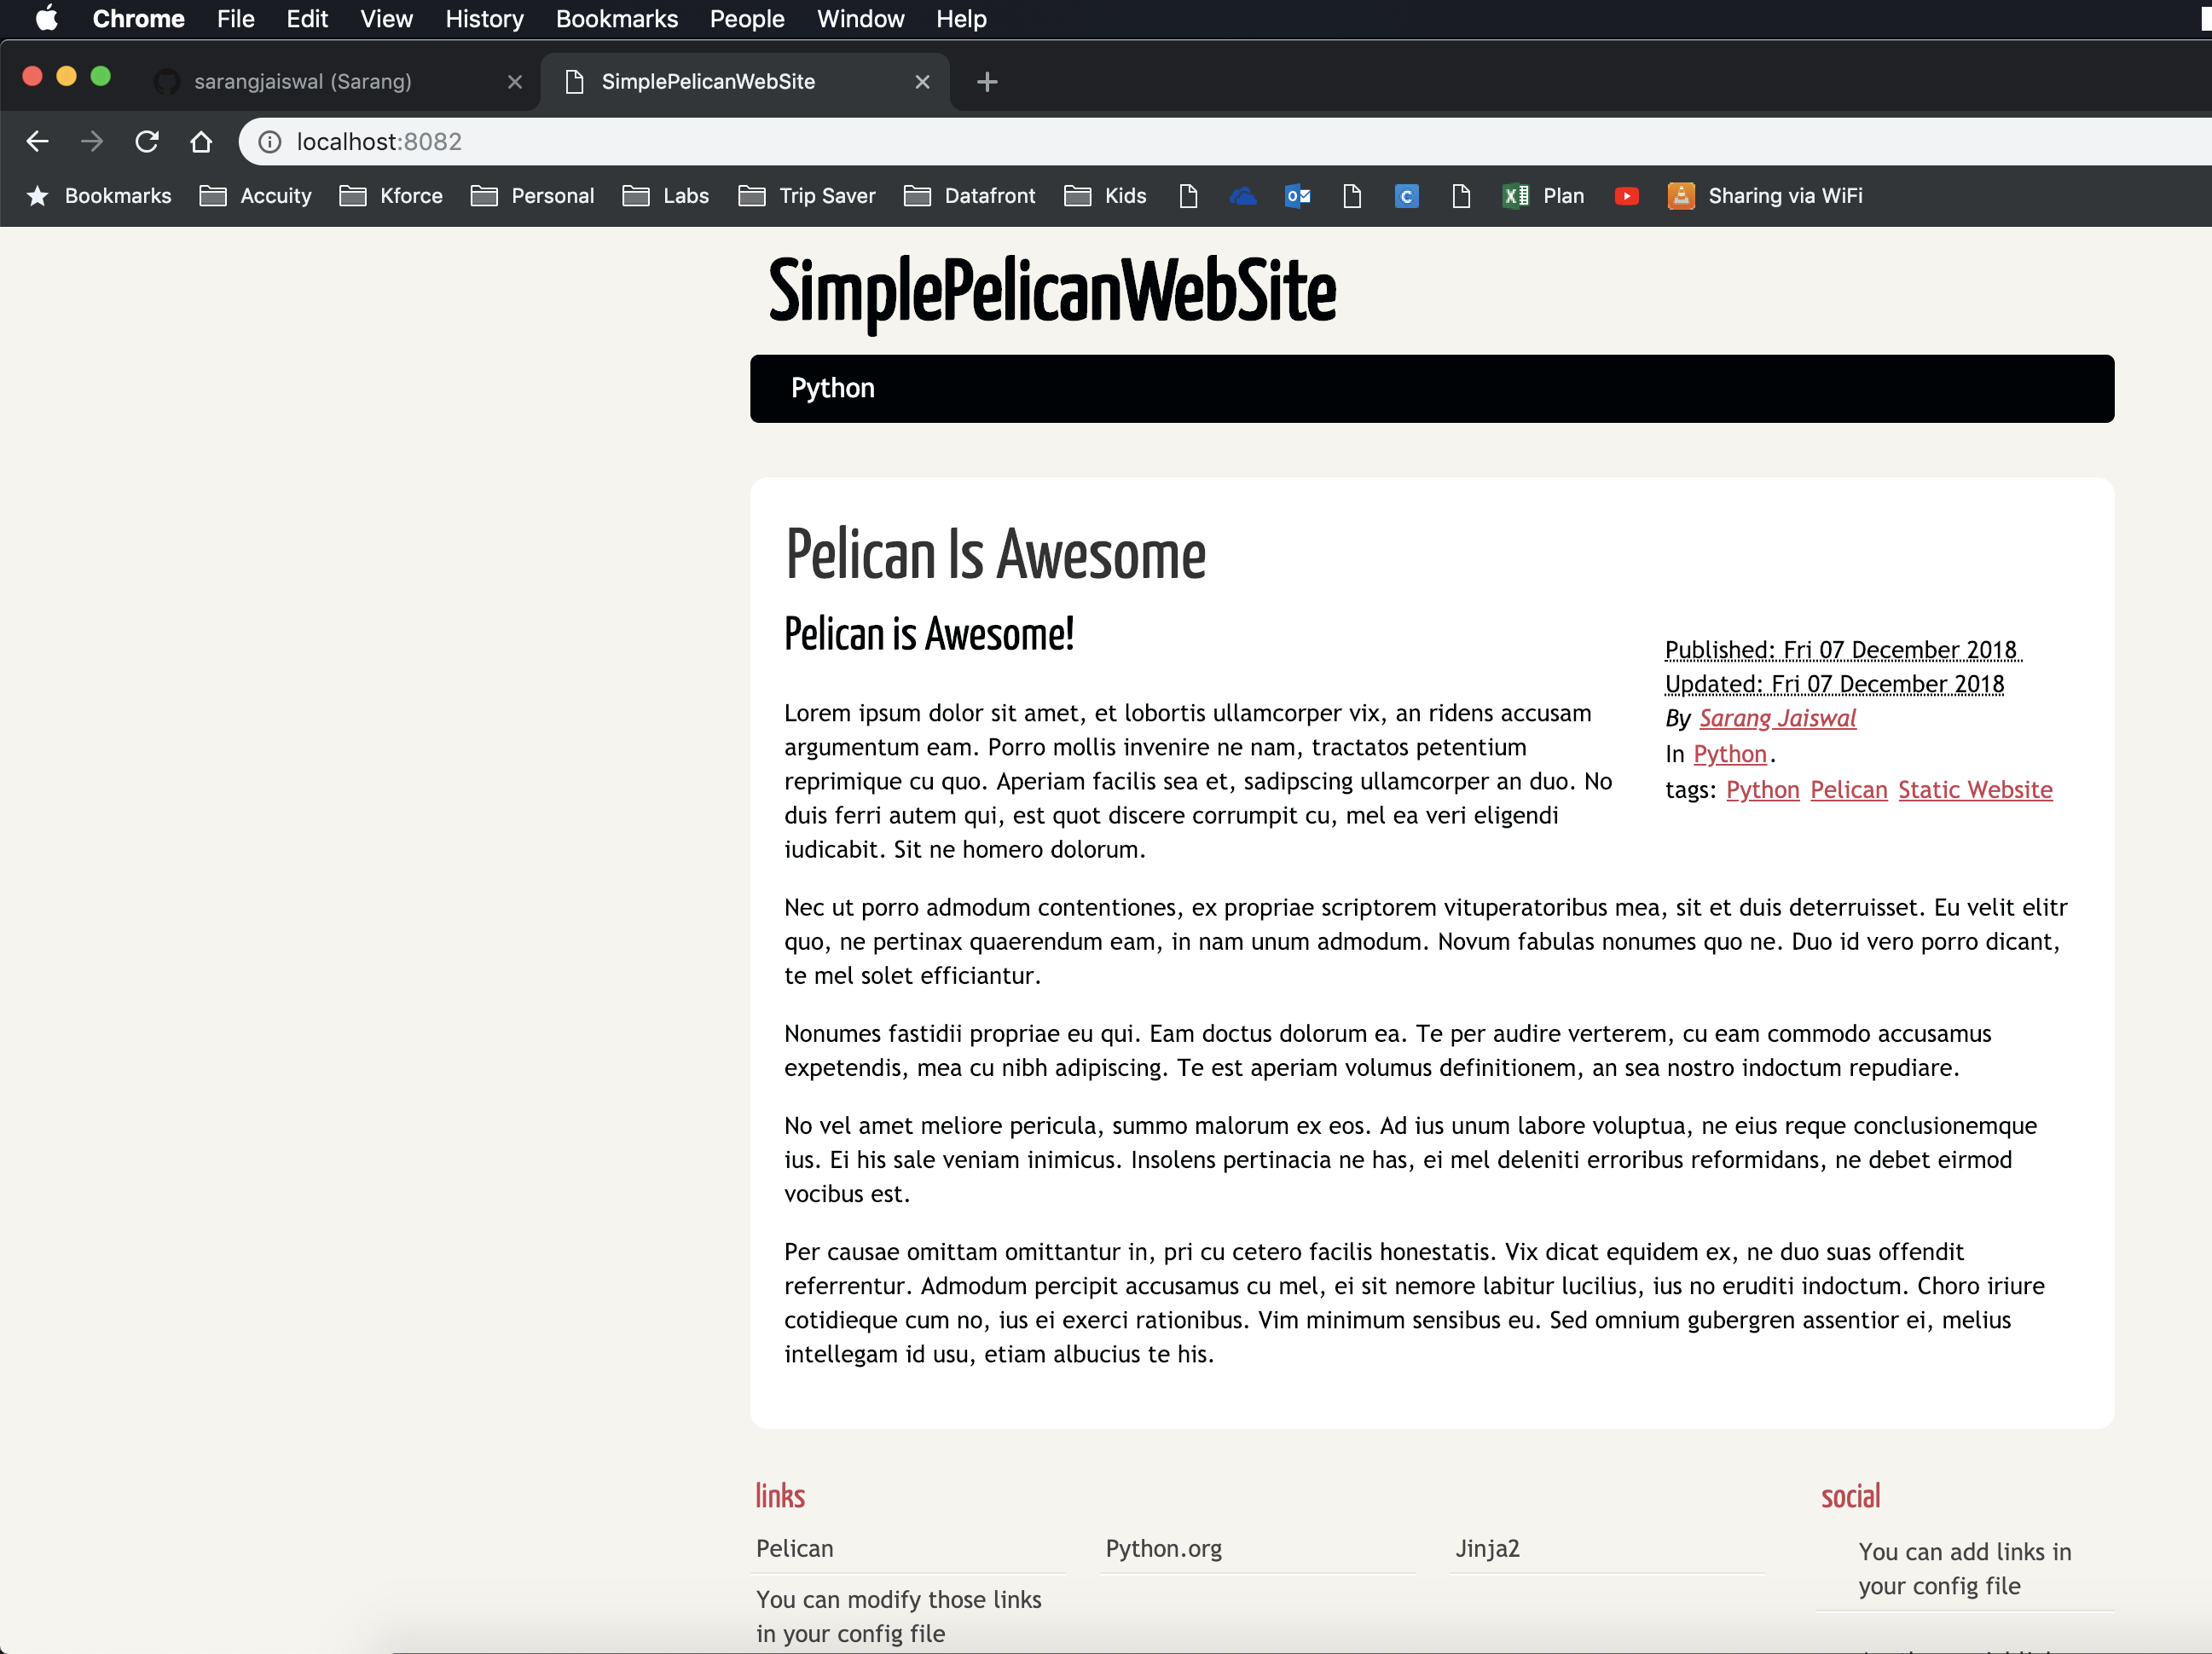 Chrome File Edit View History Bookmarks People Window Help
sarangjaiswal (Sarang) SimplePelicanWebSite
localhost:8082
Bookmarks Accuity Kforce Personal Labs Trip Saver Datafront Kids Plan Sharing via WiFi
SimplePelicanWebSite
Python
Pelican Is Awesome
Pelican is Awesome!
Published: Fri 07 December 2018
Updated: Fri 07 December 2018
By Sarang Jaiswal
In Python.
tags: Python Pelican Static Website
Lorem ipsum dolor sit amet, et lobortis ullamcorper vix, an ridens accusam
argumentum eam. Porro mollis invenire ne nam, tractatos petentium
reprimique cu quo. Aperiam facilis sea et, sadipscing ullamcorper an duo. No
duis ferri autem qui, est quot discere corrumpit cu, mel ea veri eligendi
iudicabit. Sit ne homero dolorum.
Nec ut porro admodum contentiones, ex propriae scriptorem vituperatoribus mea, sit et duis deterruisset. Eu velit elitr
quo, ne pertinax quaerendum eam, in nam unum admodum. Novum fabulas nonumes quo ne. Duo id vero porro dicant,
te mel solet efficiantur.
Nonumes fastidii propriae eu qui. Eam doctus dolorum ea. Te per audire verterem, cu eam commodo accusamus
expetendis, mea cu nibh adipiscing. Te est aperiam volumus definitionem, an sea nostro indoctum repudiare.
No vel amet meliore pericula, summo malorum ex eos. Ad ius unum labore voluptua, ne eius reque conclusionemque
ius. Ei his sale veniam inimicus. Insolens pertinacia ne has, ei mel deleniti erroribus reformidans, ne debet eirmod
vocibus est.
Per causae omittam omittantur in, pri cu cetero facilis honestatis. Vix dicat equidem ex, ne duo suas offendit
referrentur. Admodum percipit accusamus cu mel, ei sit nemore labitur lucilius, ius no eruditi indoctum. Choro iriure
cotidieque cum no, ius ei exerci rationibus. Vim minimum sensibus eu. Sed omnium gubergren assentior ei, melius
intellegam id usu, etiam albucius te his.
links
Pelican
Python.org
Jinja2
You can modify those links
in your config file
social
You can add links in
your config file